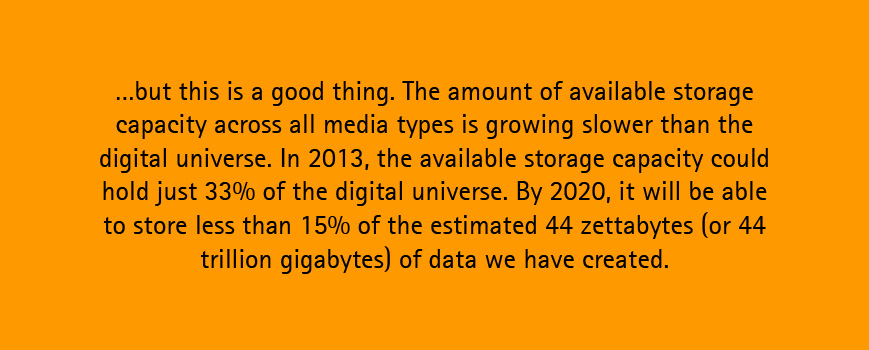 ...but this is a good thing. The amount of available storage
capacity across all media types is growing slower than the
digital universe. In 2013, the available storage capacity could
hold just 33% of the digital universe. By 2020, it will be able
to store less than 15% of the estimated 44 zettabytes (or 44
trillion gigabytes) of data we have created.